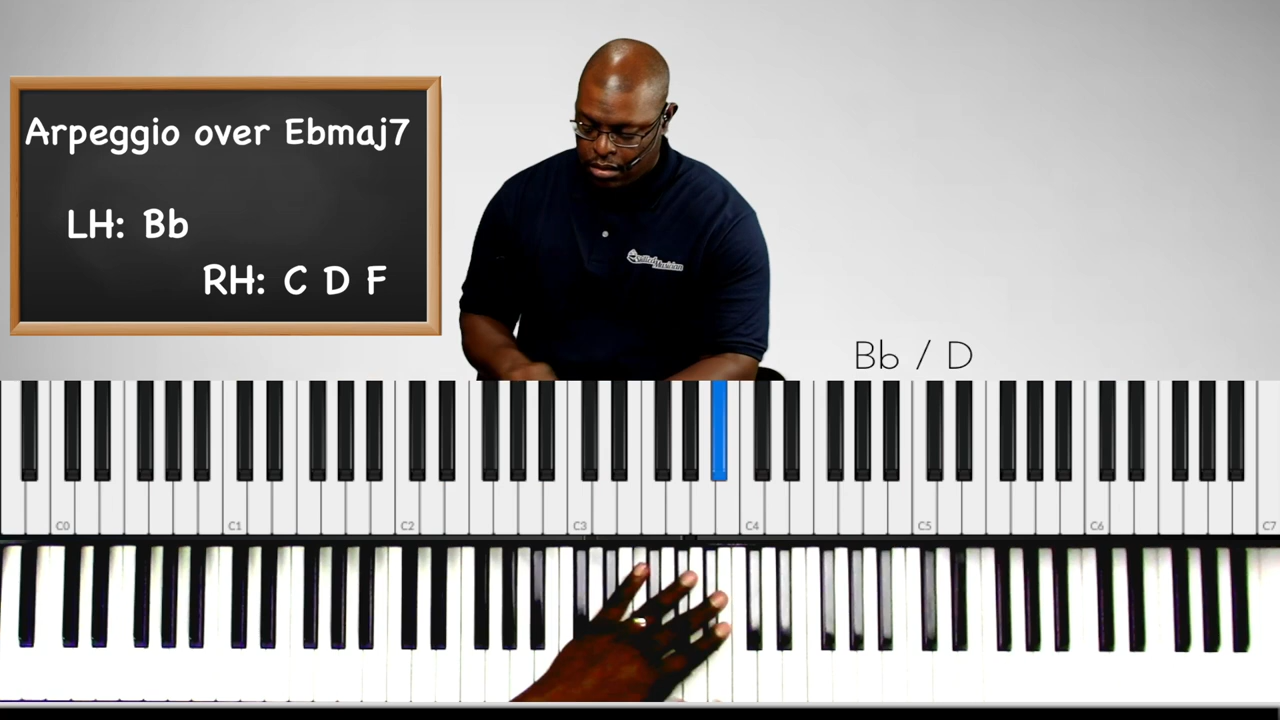 Arpeggio over Ebmaj7
LH: Bb
RH: C D F
Bb / D
C0 C1 C2 C3 C4 C5 C6 C7